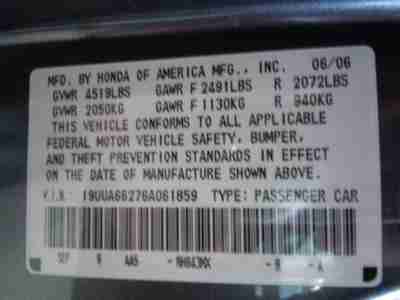 MFD. BY HONDA OF AMERICA MFG., INC. 06/06
GVWR 4519LBS GAWR F 2491LBS R 2072LBS
GVWR 2050KG GAWR F 1130KG R 940KG
THIS VEHICLE CONFORMS TO ALL APPLICABLE
FEDERAL MOTOR VEHICLE SAFETY, BUMPER,
AND THEFT PREVENTION STANDARDS IN EFFECT
ON THE DATE OF MANUFACTURE SHOWN ABOVE.
V.I.N. 19UUA66276A061859 TYPE: PASSENGER CAR
SEP AA5 - - B - A